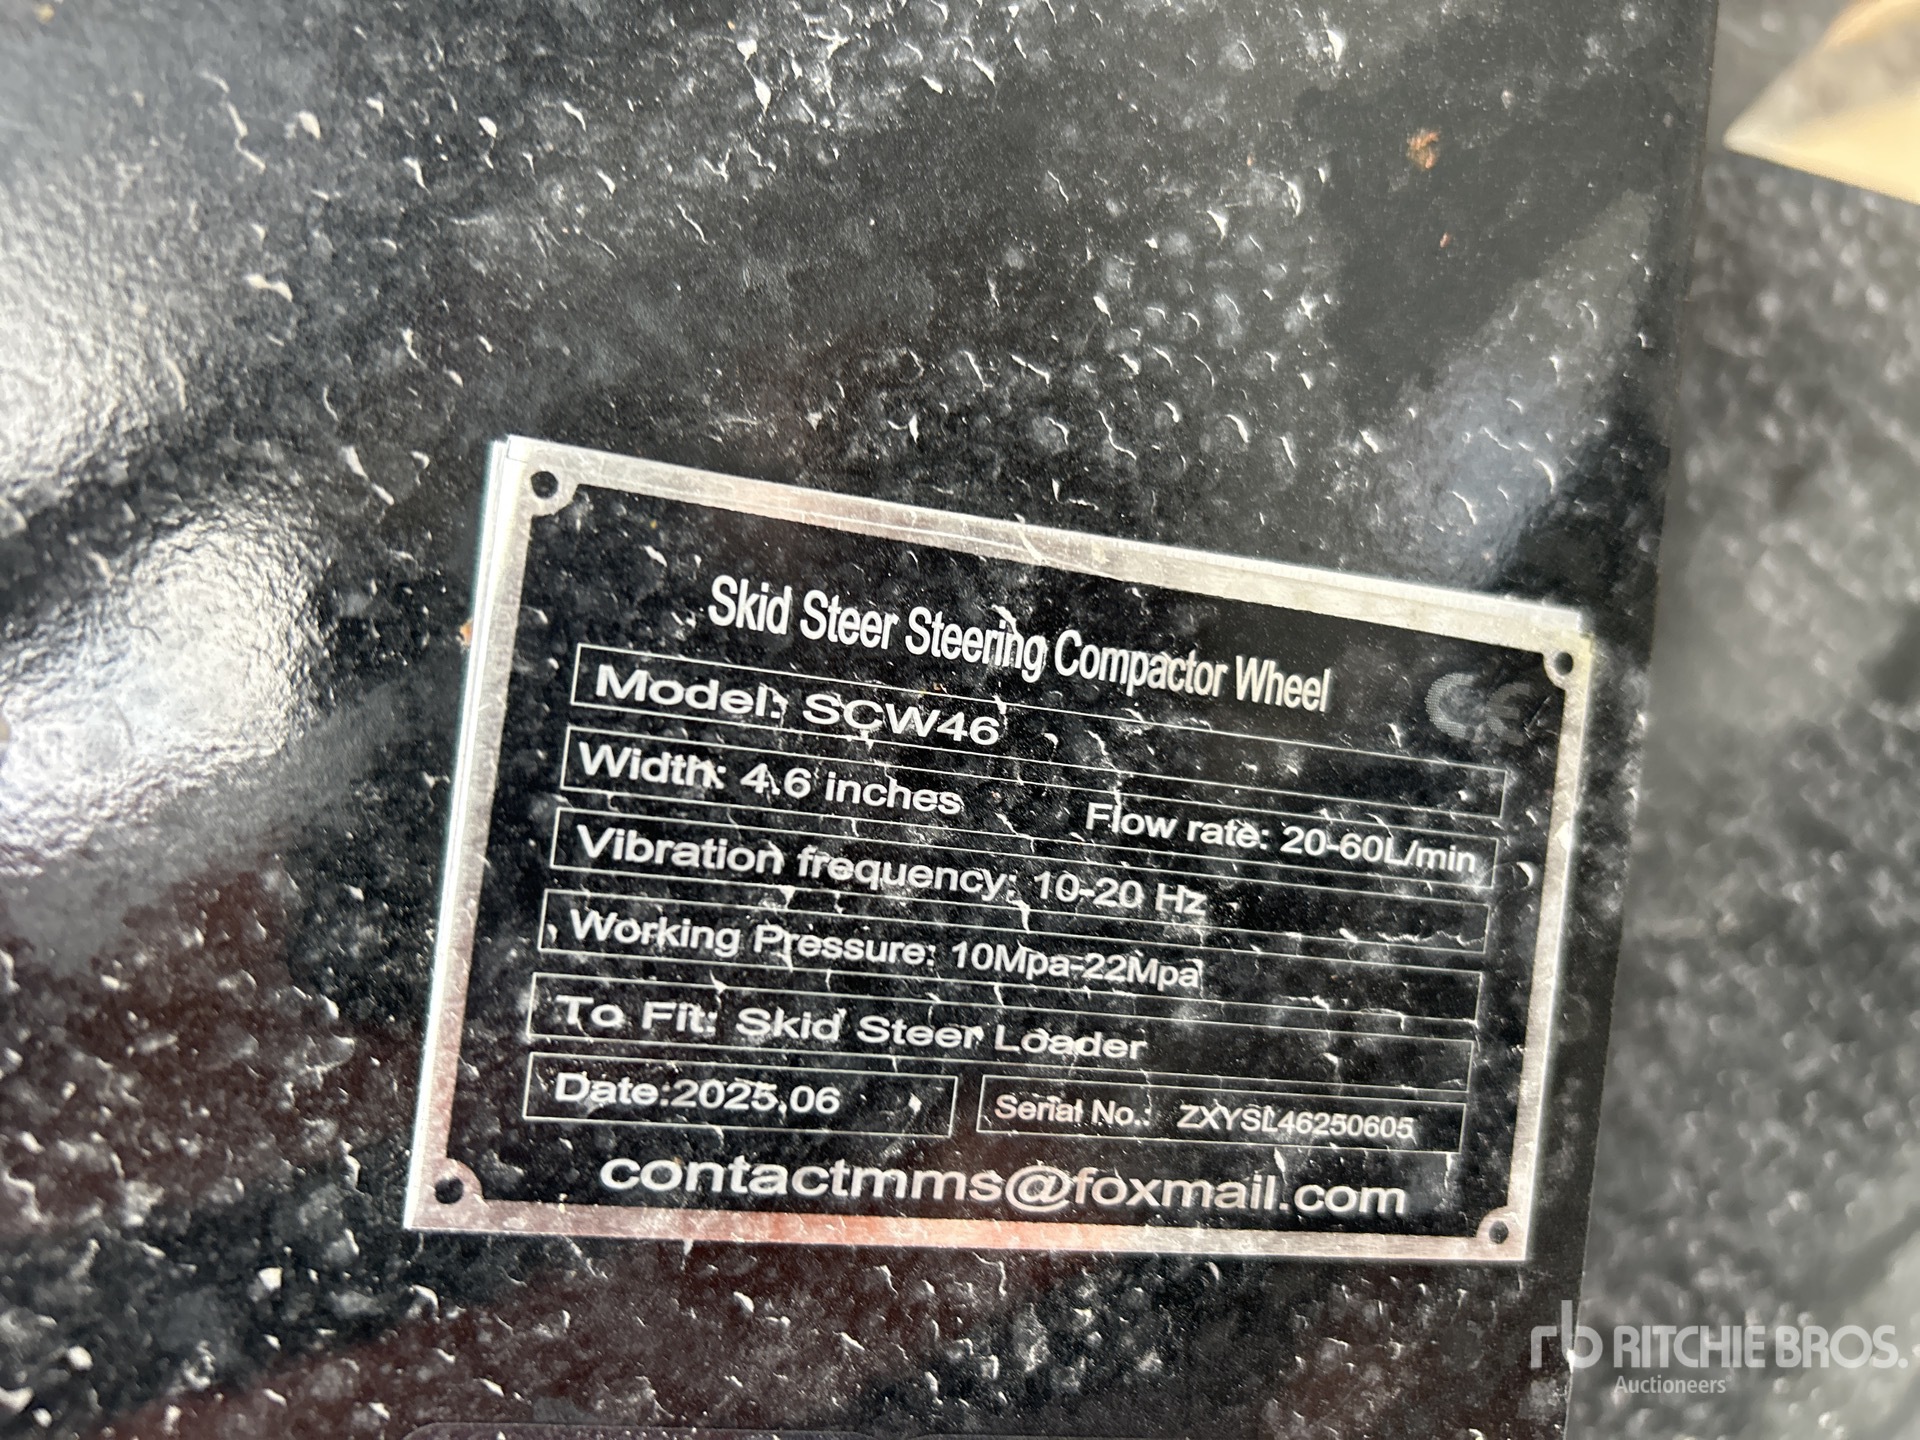 Skid Steer Steering Compactor Wheel
CE
Model: SCW46
Width: 4.6 inches Flow rate: 20-60L/min
Vibration frequency: 10-20 Hz
Working Pressure: 10Mpa-22Mpa
To Fit: Skid Steer Loader
Date:2025.06 Serial No.: ZXYSL46250605
contactmms@foxmail.com
rb RITCHIE BROS.
Auctioneers